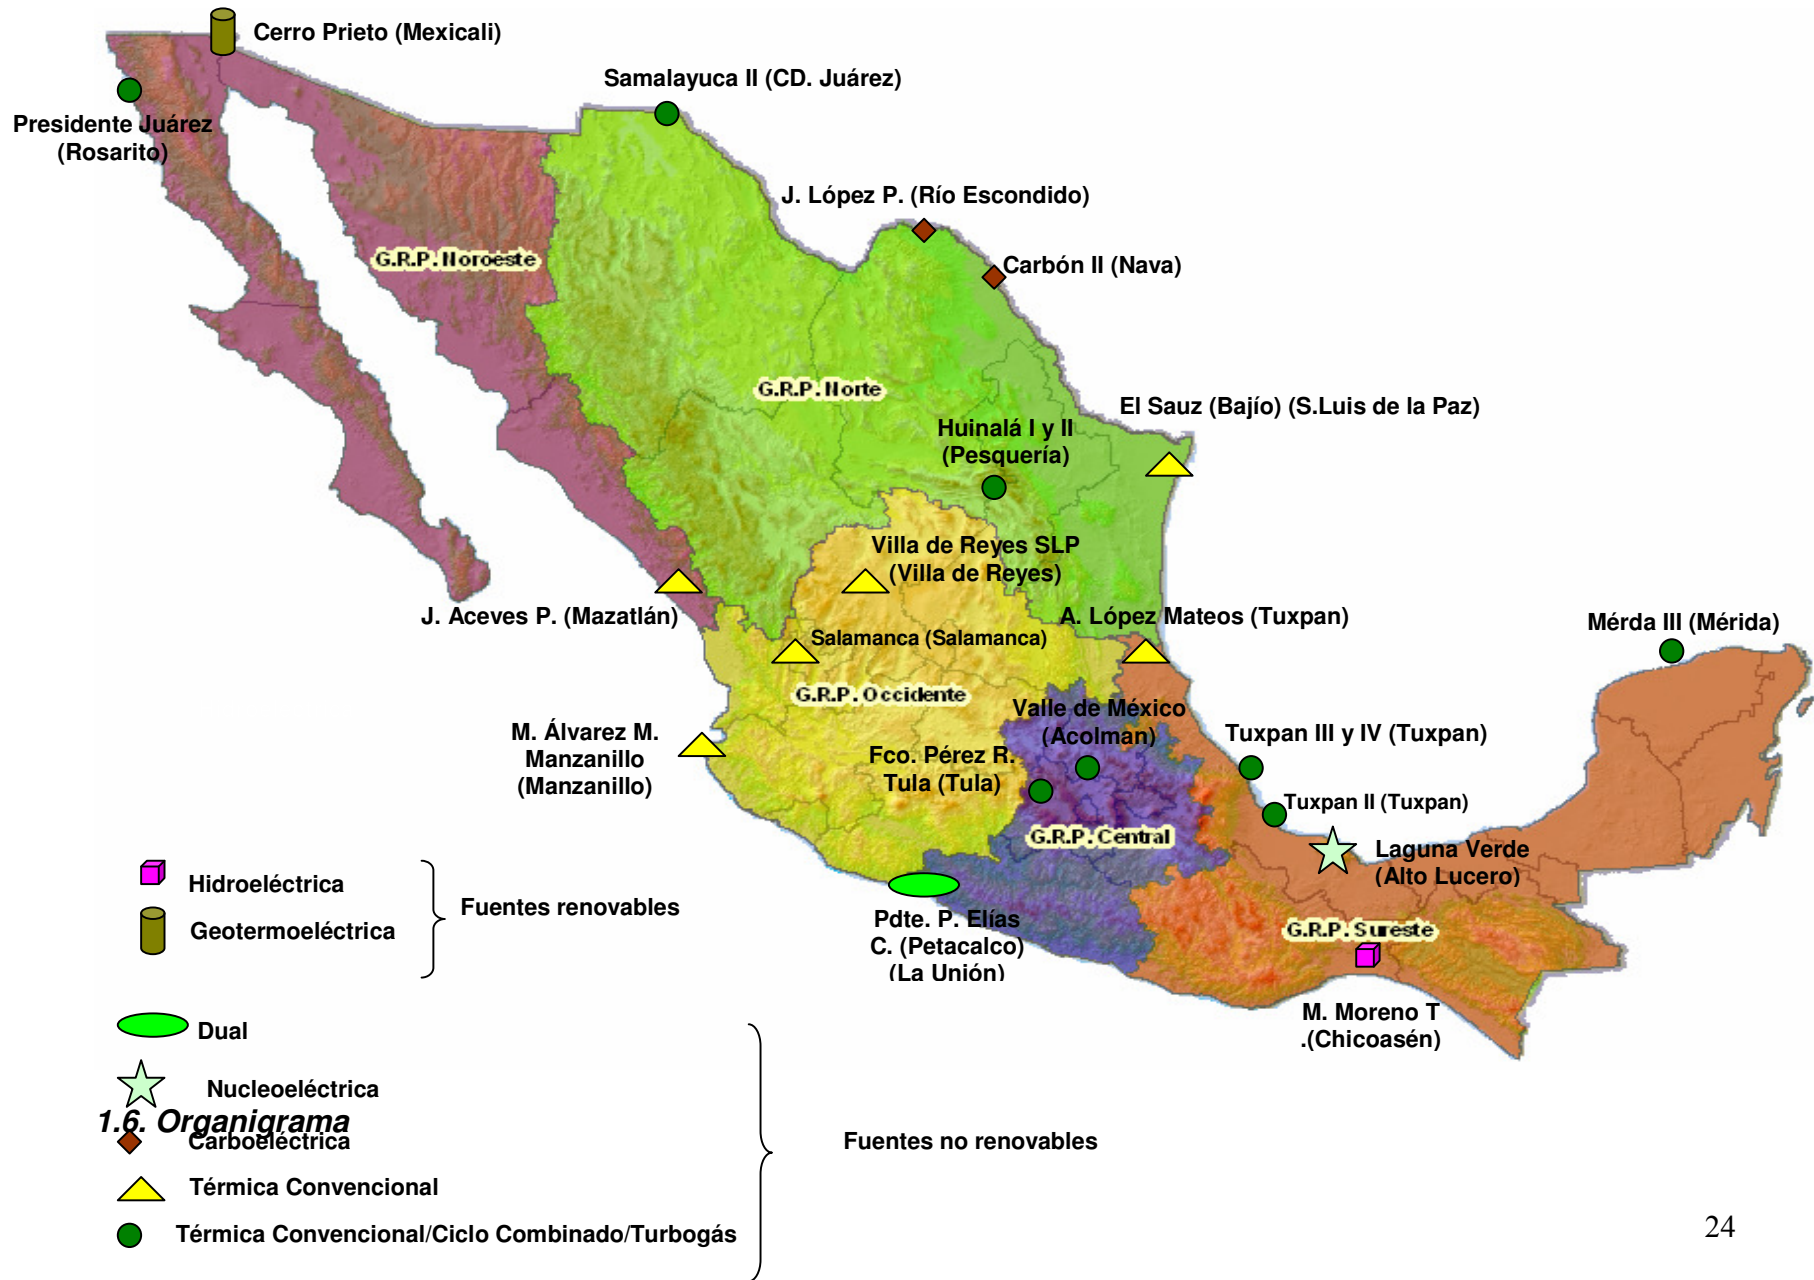 Cerro Prieto (Mexicali)
Samalayuca II (CD. Juárez)
Presidente Juárez
(Rosarito)
J. López P. (Río Escondido)
G.R.P. Noroeste
Carbón II (Nava)
G.R.P. Norte
El Sauz (Bajío) (S.Luis de la Paz)
Huinalá I y II
(Pesquería)
Villa de Reyes SLP
(Villa de Reyes)
J. Aceves P. (Mazatlán)
A. López Mateos (Tuxpan)
Mérda III (Mérida)
Salamanca (Salamanca)
G.R.P. Occidente
Valle de México
(Acolman)
M. Álvarez M.
Manzanillo
(Manzanillo)
Tuxpan III y IV (Tuxpan)
Fco. Pérez R.
Tula (Tula)
Tuxpan II (Tuxpan)
G.R.P. Central
Laguna Verde
(Alto Lucero)
Pdte. P. Elías
C. (Petacalco)
(La Unión)
G.R.P. Sureste
M. Moreno T
.(Chicoasén)
Hidroeléctrica
Geotermoeléctrica
Fuentes renovables
Dual
Nucleoeléctrica
1.6. Organigrama
Carboeléctrica
Térmica Convencional
Térmica Convencional/Ciclo Combinado/Turbogás
Fuentes no renovables
24